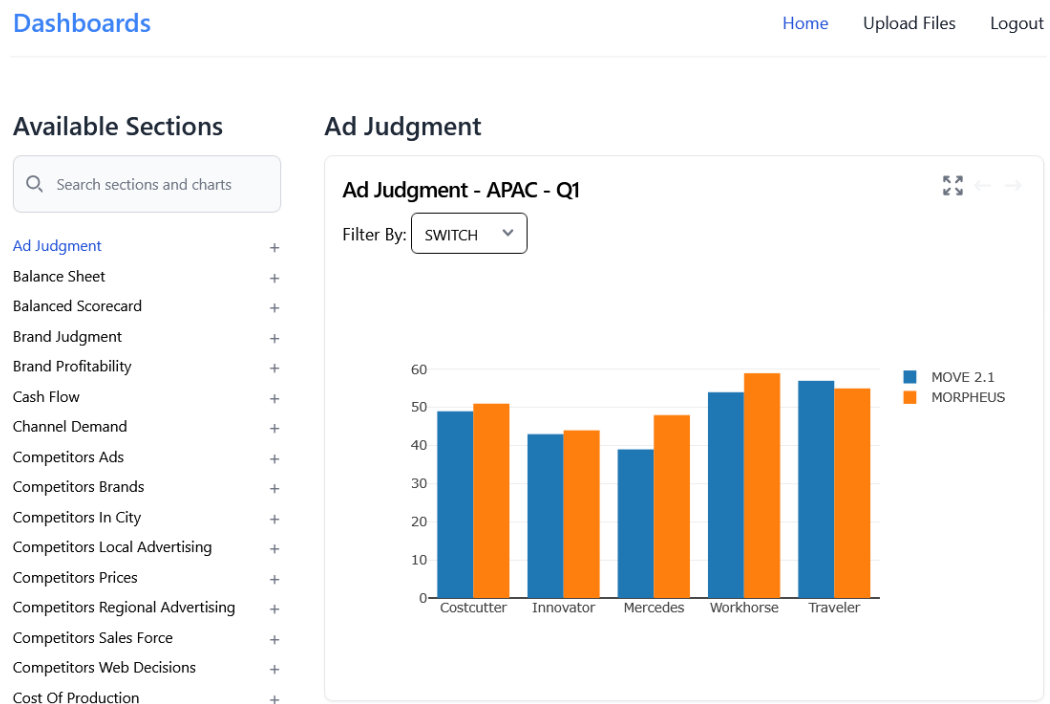 Dashboards
Home Upload Files Logout
Available Sections
Search sections and charts
Ad Judgment +
Balance Sheet +
Balanced Scorecard +
Brand Judgment +
Brand Profitability +
Cash Flow +
Channel Demand +
Competitors Ads +
Competitors Brands +
Competitors In City +
Competitors Local Advertising +
Competitors Prices +
Competitors Regional Advertising +
Competitors Sales Force +
Competitors Web Decisions +
Cost Of Production +
Ad Judgment
Ad Judgment - APAC - Q1
Filter By: SWITCH
60
50
40
30
20
10
0
Costcutter Innovator Mercedes Workhorse Traveler
MOVE 2.1
MORPHEUS